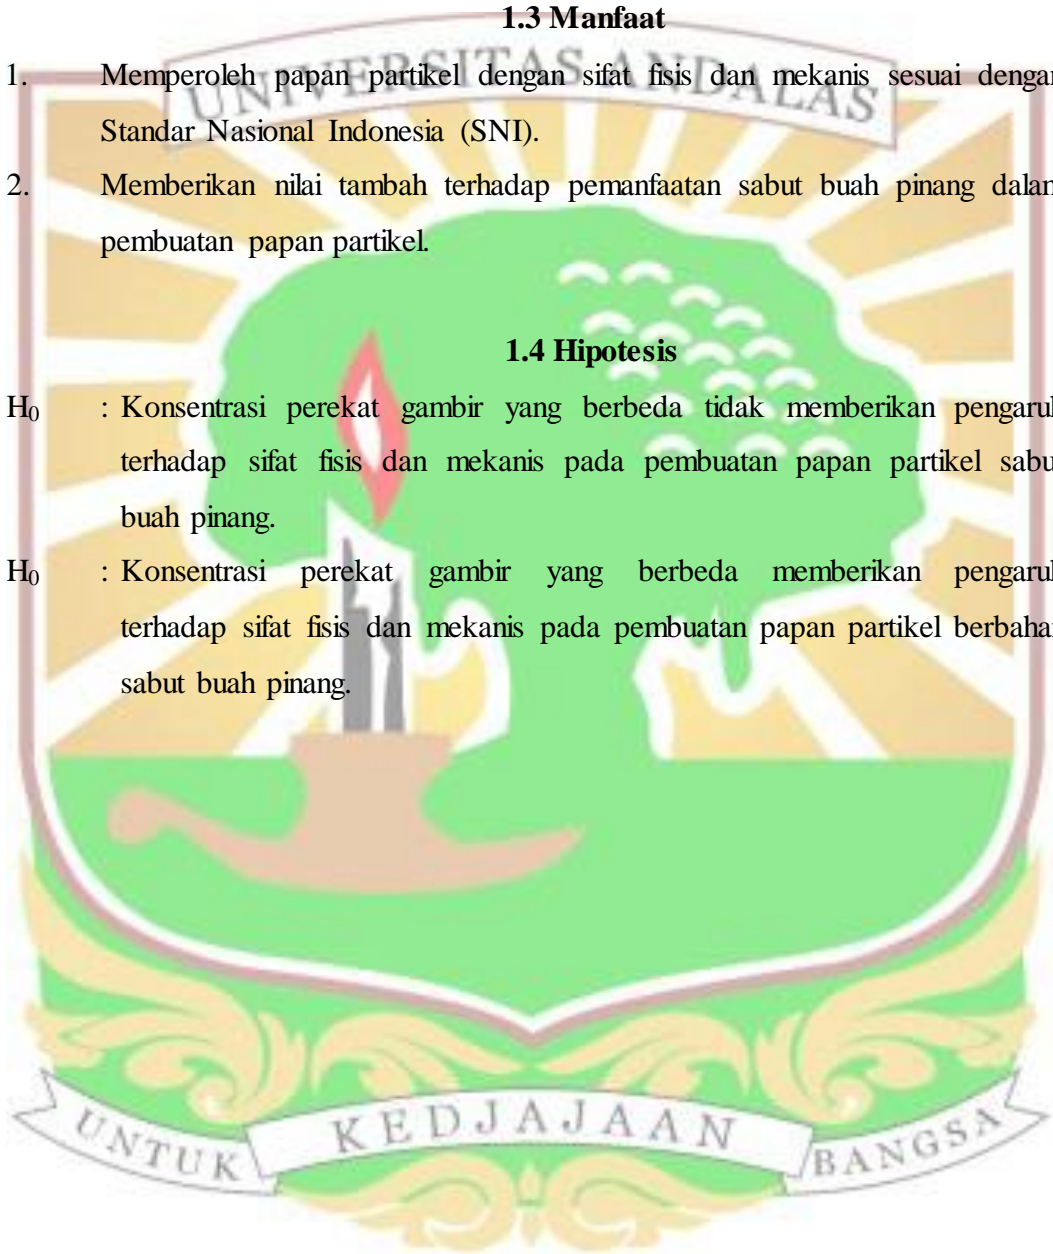 1.3 Manfaat
UNIVERSITAS ANDALAS
1. Memperoleh papan partikel dengan sifat fisis dan mekanis sesuai dengan
Standar Nasional Indonesia (SNI).
2. Memberikan nilai tambah terhadap pemanfaatan sabut buah pinang dalam
pembuatan papan partikel.
1.4 Hipotesis
H0 : Konsentrasi perekat gambir yang berbeda tidak memberikan pengaruh
terhadap sifat fisis dan mekanis pada pembuatan papan partikel sabut
buah pinang.
H0 : Konsentrasi perekat gambir yang berbeda memberikan pengaruh
terhadap sifat fisis dan mekanis pada pembuatan papan partikel berbahan
sabut buah pinang.
UNTUK KEDJAJAAN BANGSA